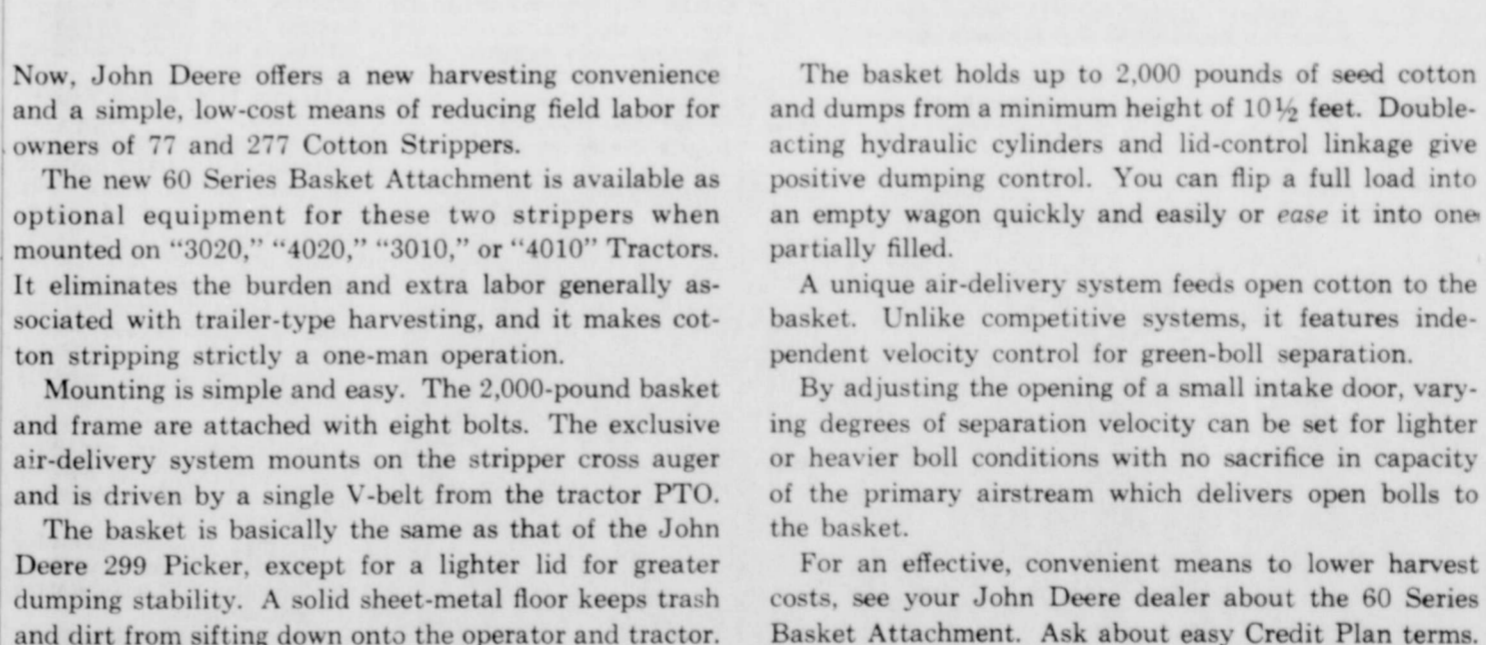 Now, John Deere offers a new harvesting convenience
and a simple, low-cost means of reducing field labor for
owners of 77 and 277 Cotton Strippers.
The new 60 Series Basket Attachment is available as
optional equipment for these two strippers when
mounted on “3020,” “4020,” “3010,” or “4010” Tractors.
It eliminates the burden and extra labor generally as-
sociated with trailer-type harvesting, and it makes cot-
ton stripping strictly a one-man operation.
Mounting is simple and easy. The 2,000-pound basket
and frame are attached with eight bolts. The exclusive
air-delivery system mounts on the stripper cross auger
and is driven by a single V-belt from the tractor PTO.
The basket is basically the same as that of the John
Deere 299 Picker, except for a lighter lid for greater
dumping stability. A solid sheet-metal floor keeps trash
and dirt from sifting down onto the operator and tractor.
The basket holds up to 2,000 pounds of seed cotton
and dumps from a minimum height of 10½ feet. Double-
acting hydraulic cylinders and lid-control linkage give
positive dumping control. You can flip a full load into
an empty wagon quickly and easily or ease it into one
partially filled.
A unique air-delivery system feeds open cotton to the
basket. Unlike competitive systems, it features inde-
pendent velocity control for green-boll separation.
By adjusting the opening of a small intake door, vary-
ing degrees of separation velocity can be set for lighter
or heavier boll conditions with no sacrifice in capacity
of the primary airstream which delivers open bolls to
the basket.
For an effective, convenient means to lower harvest
costs, see your John Deere dealer about the 60 Series
Basket Attachment. Ask about easy Credit Plan terms.